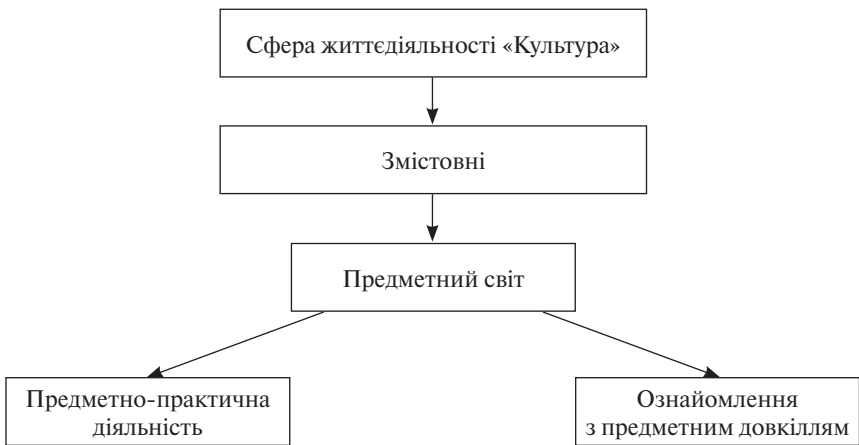 Сфера життєдіяльності «Культура»
Змістовні
Предметний світ
Предметно-практична
діяльність
Ознайомлення
з предметним довкіллям